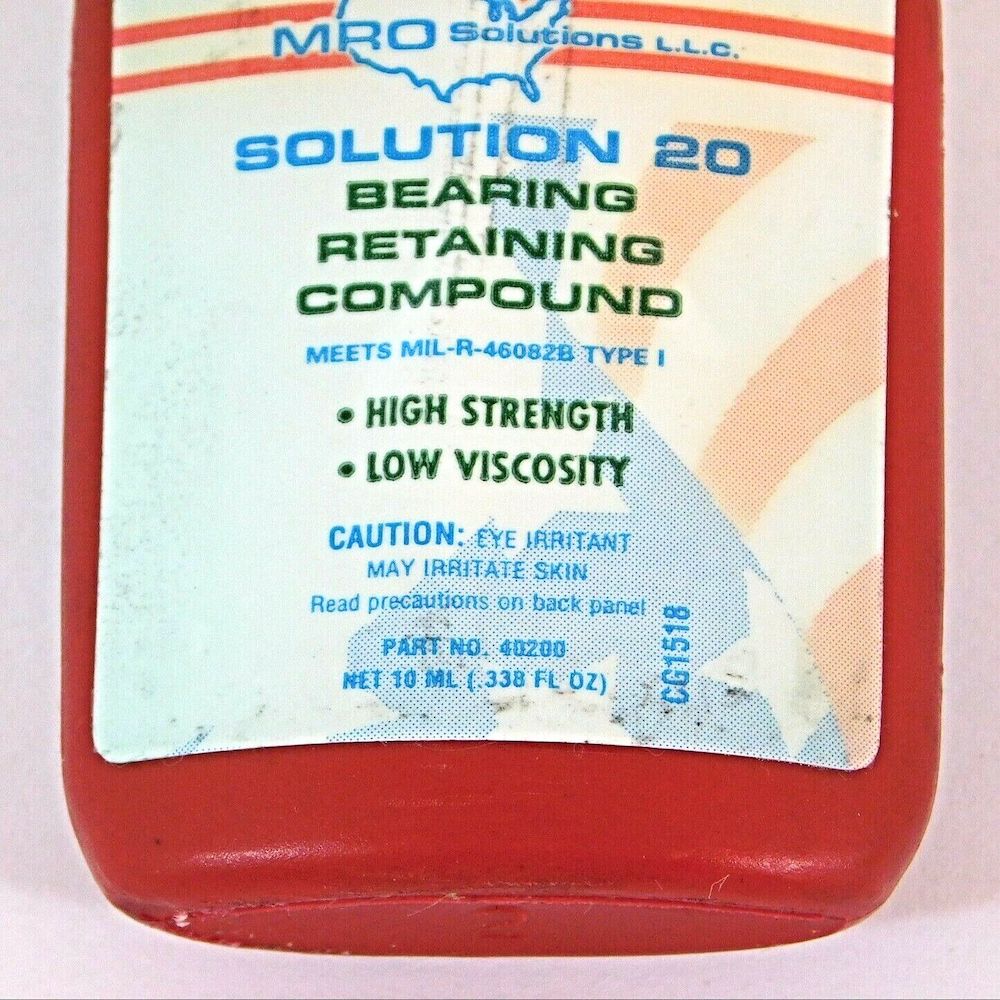 MRO Solutions L.L.C.
SOLUTION 20
BEARING
RETAINING
COMPOUND
MEETS MIL-R-46082B TYPE I
• HIGH STRENGTH
• LOW VISCOSITY
CAUTION: EYE IRRITANT
MAY IRRITATE SKIN
Read precautions on back panel
PART NO. 40200
NET 10 ML (.338 FL OZ)
CG1518
2